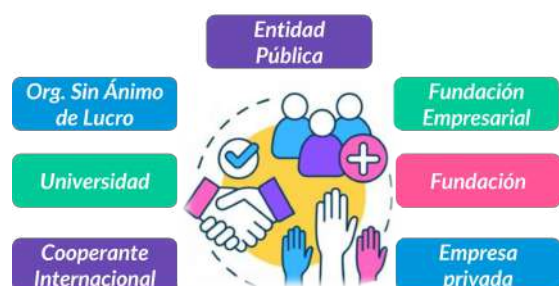 Entidad
Pública
Org. Sin Ánimo
de Lucro
Fundación
Empresarial
Universidad
Fundación
Cooperante
Internacional
Empresa
privada